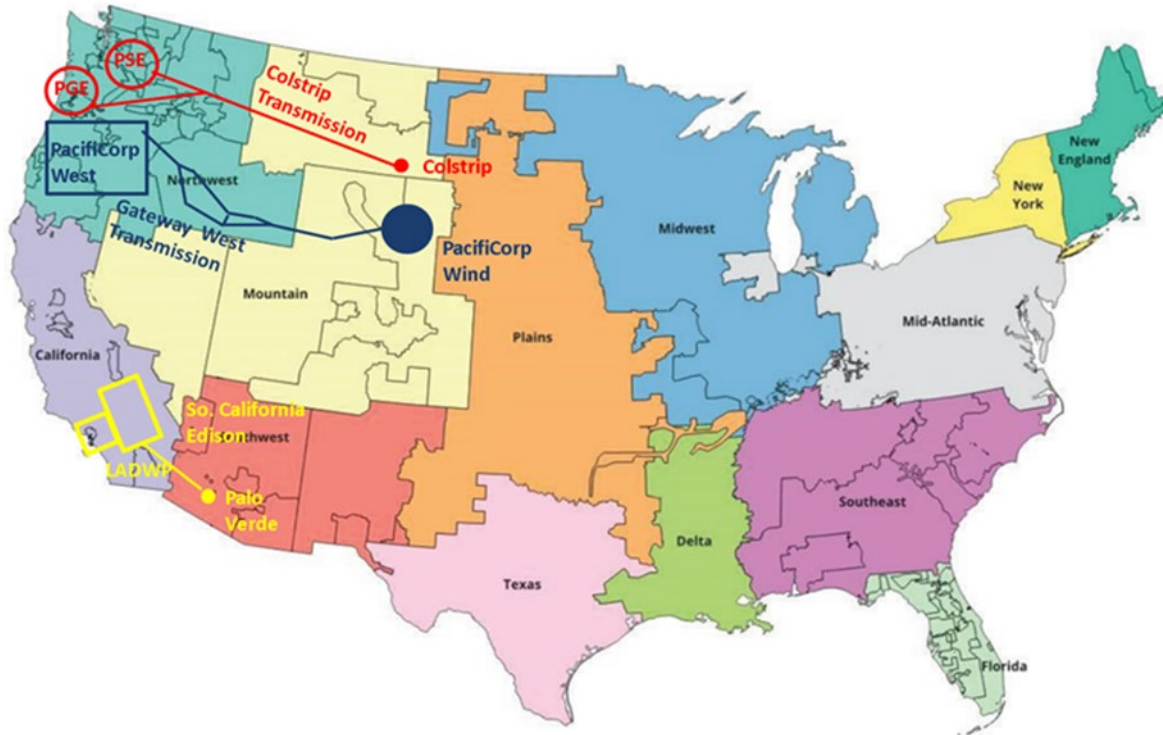 PSE
PGE
Colstrip
Transmission
Colstrip
PacifiCorp
West
Northwest
Gateway West
Transmission
PacifiCorp
Wind
Mountain
California
So. California
Edison
Southwest
LADWP
Palo
Verde
Plains
Midwest
New
England
New
York
Mid-Atlantic
Southeast
Delta
Texas
Florida